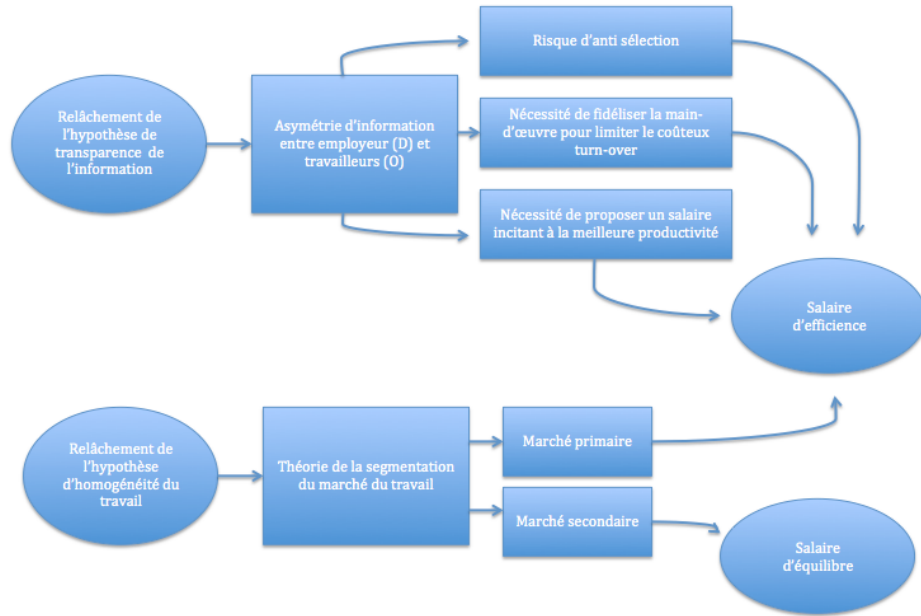 Risque d'anti sélection
Relâchement de
l'hypothèse de
transparence de
l'information
Asymétrie d'information
entre employeur (D) et
travailleurs (O)
Nécessité de fidéliser la main-
d'œuvre pour limiter le coûteux
turn-over
Nécessité de proposer un salaire
incitant à la meilleure productivité
Salaire
d'efficience
Relâchement de
l'hypothèse
d'homogénéité du
travail
Théorie de la segmentation
du marché du travail
Marché primaire
Marché secondaire
Salaire
d'équilibre